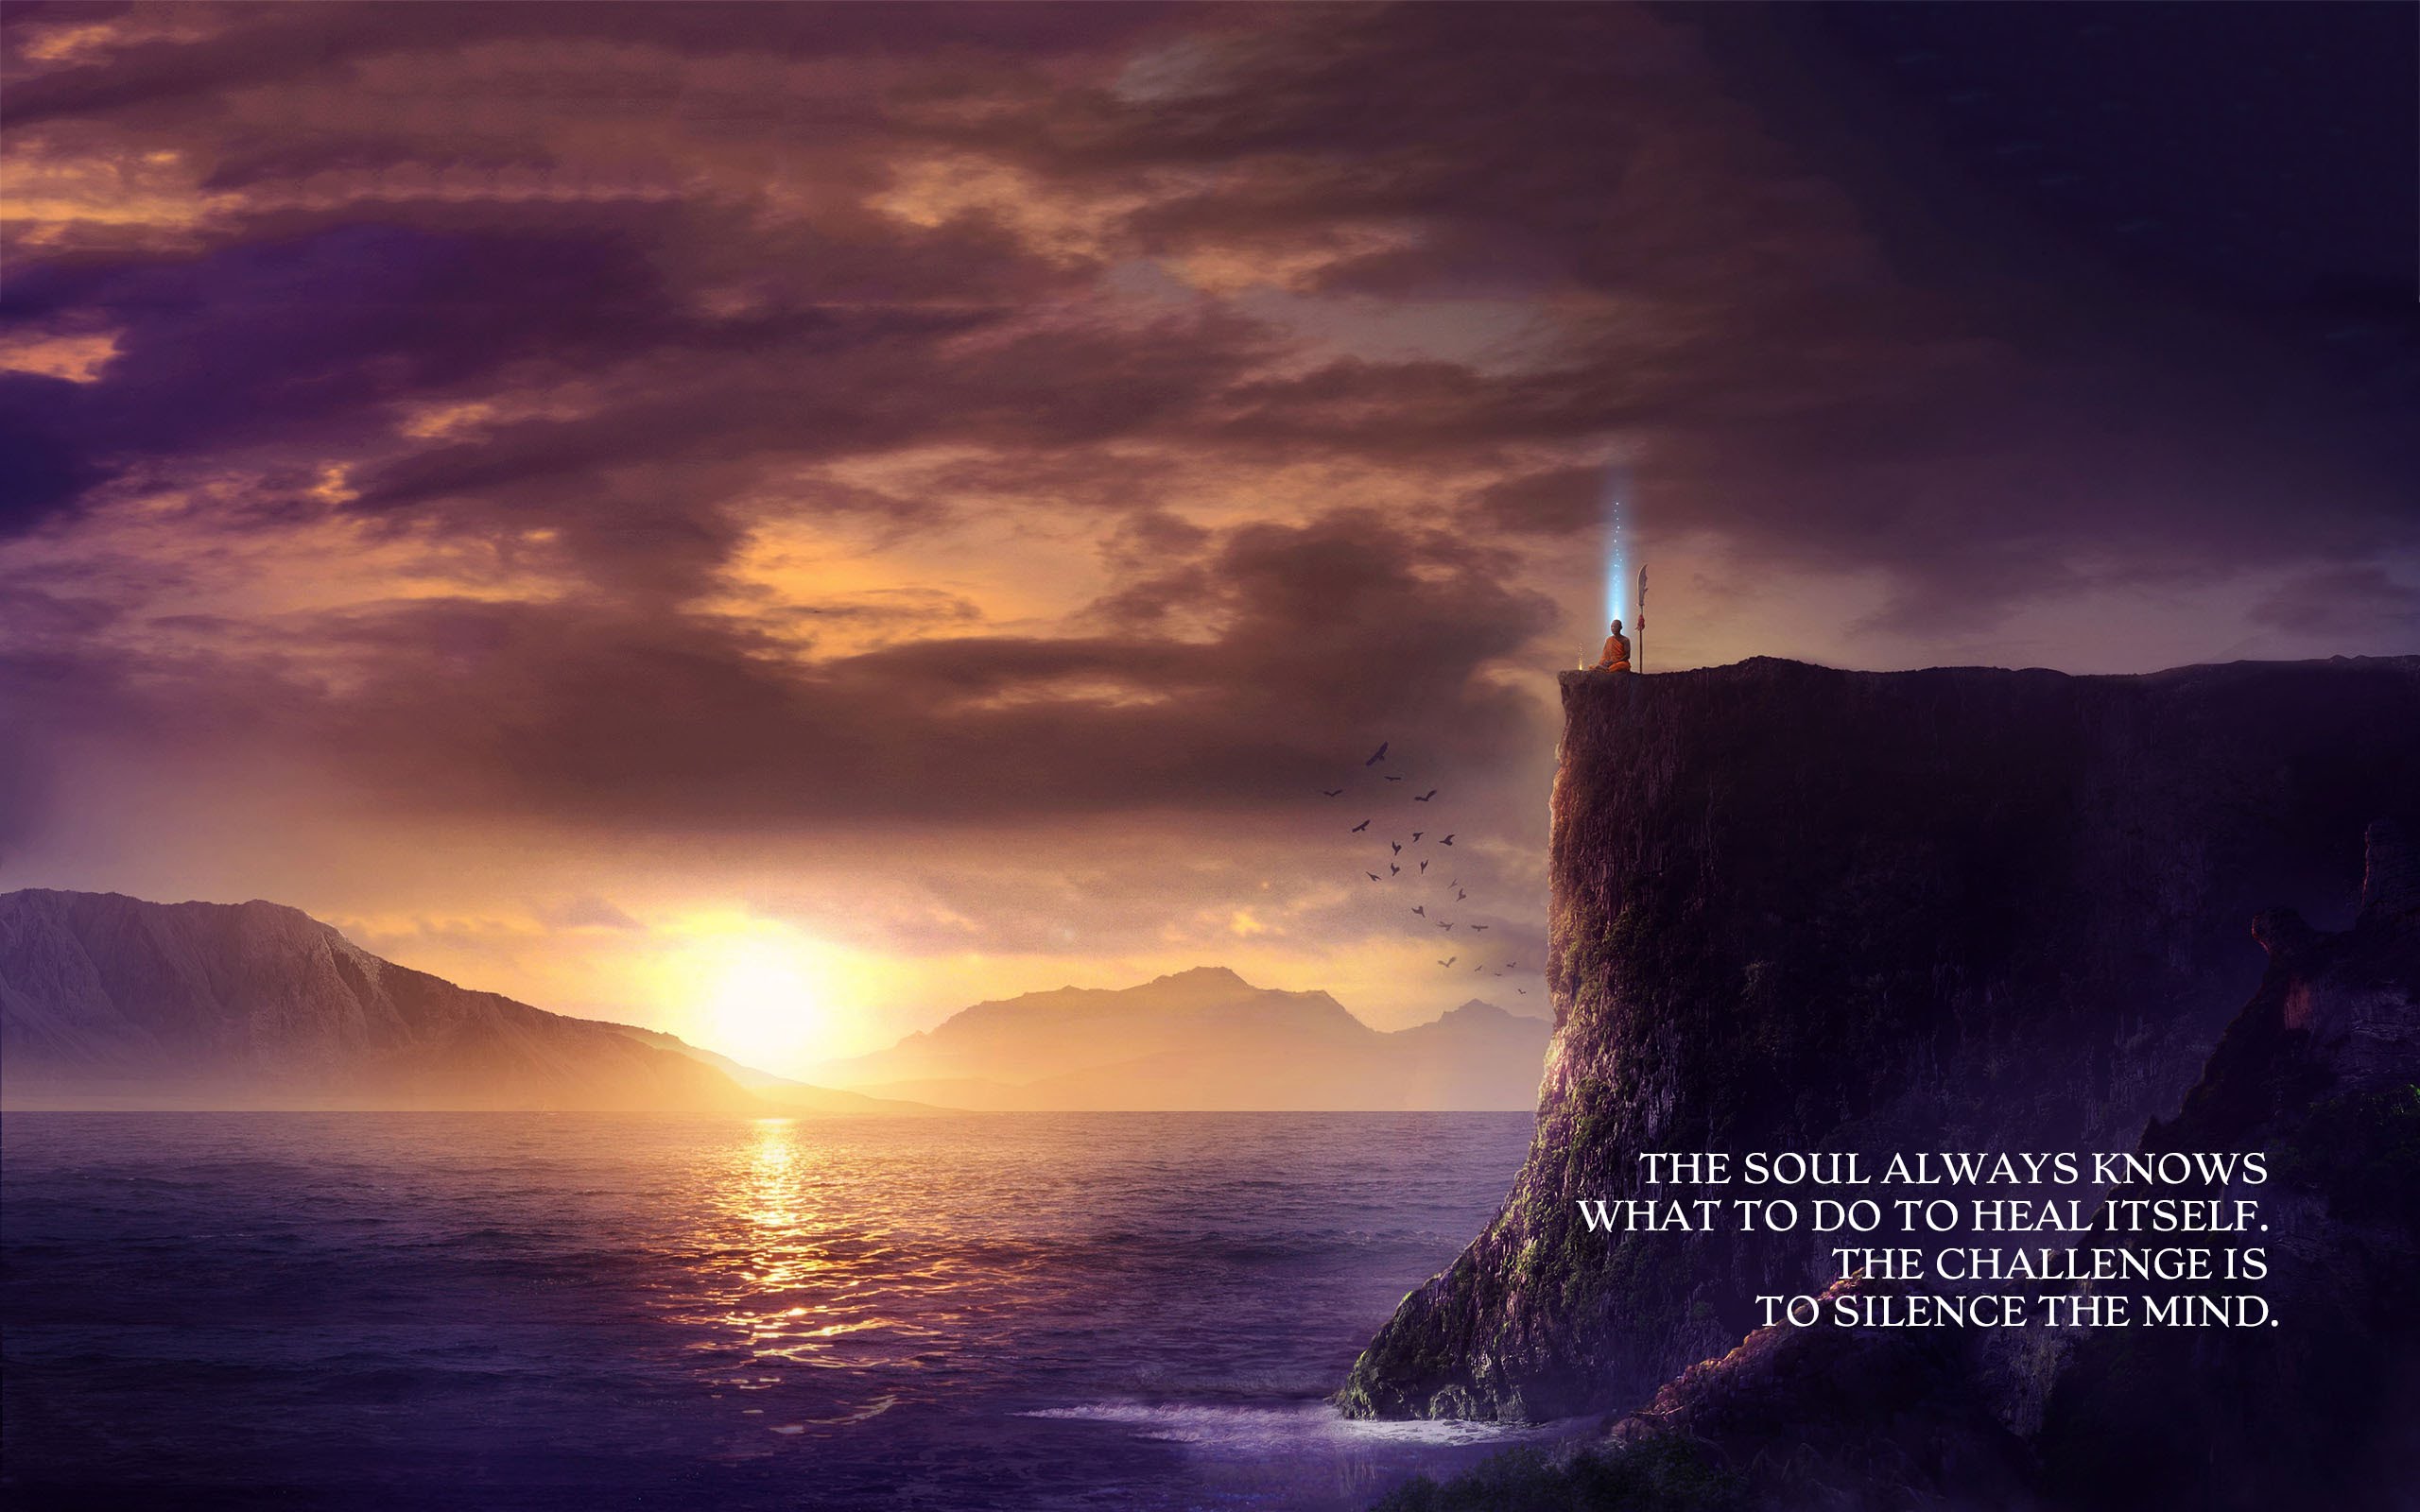 THE SOUL ALWAYS KNOWS
WHAT TO DO TO HEAL ITSELF.
THE CHALLENGE IS
TO SILENCE THE MIND.